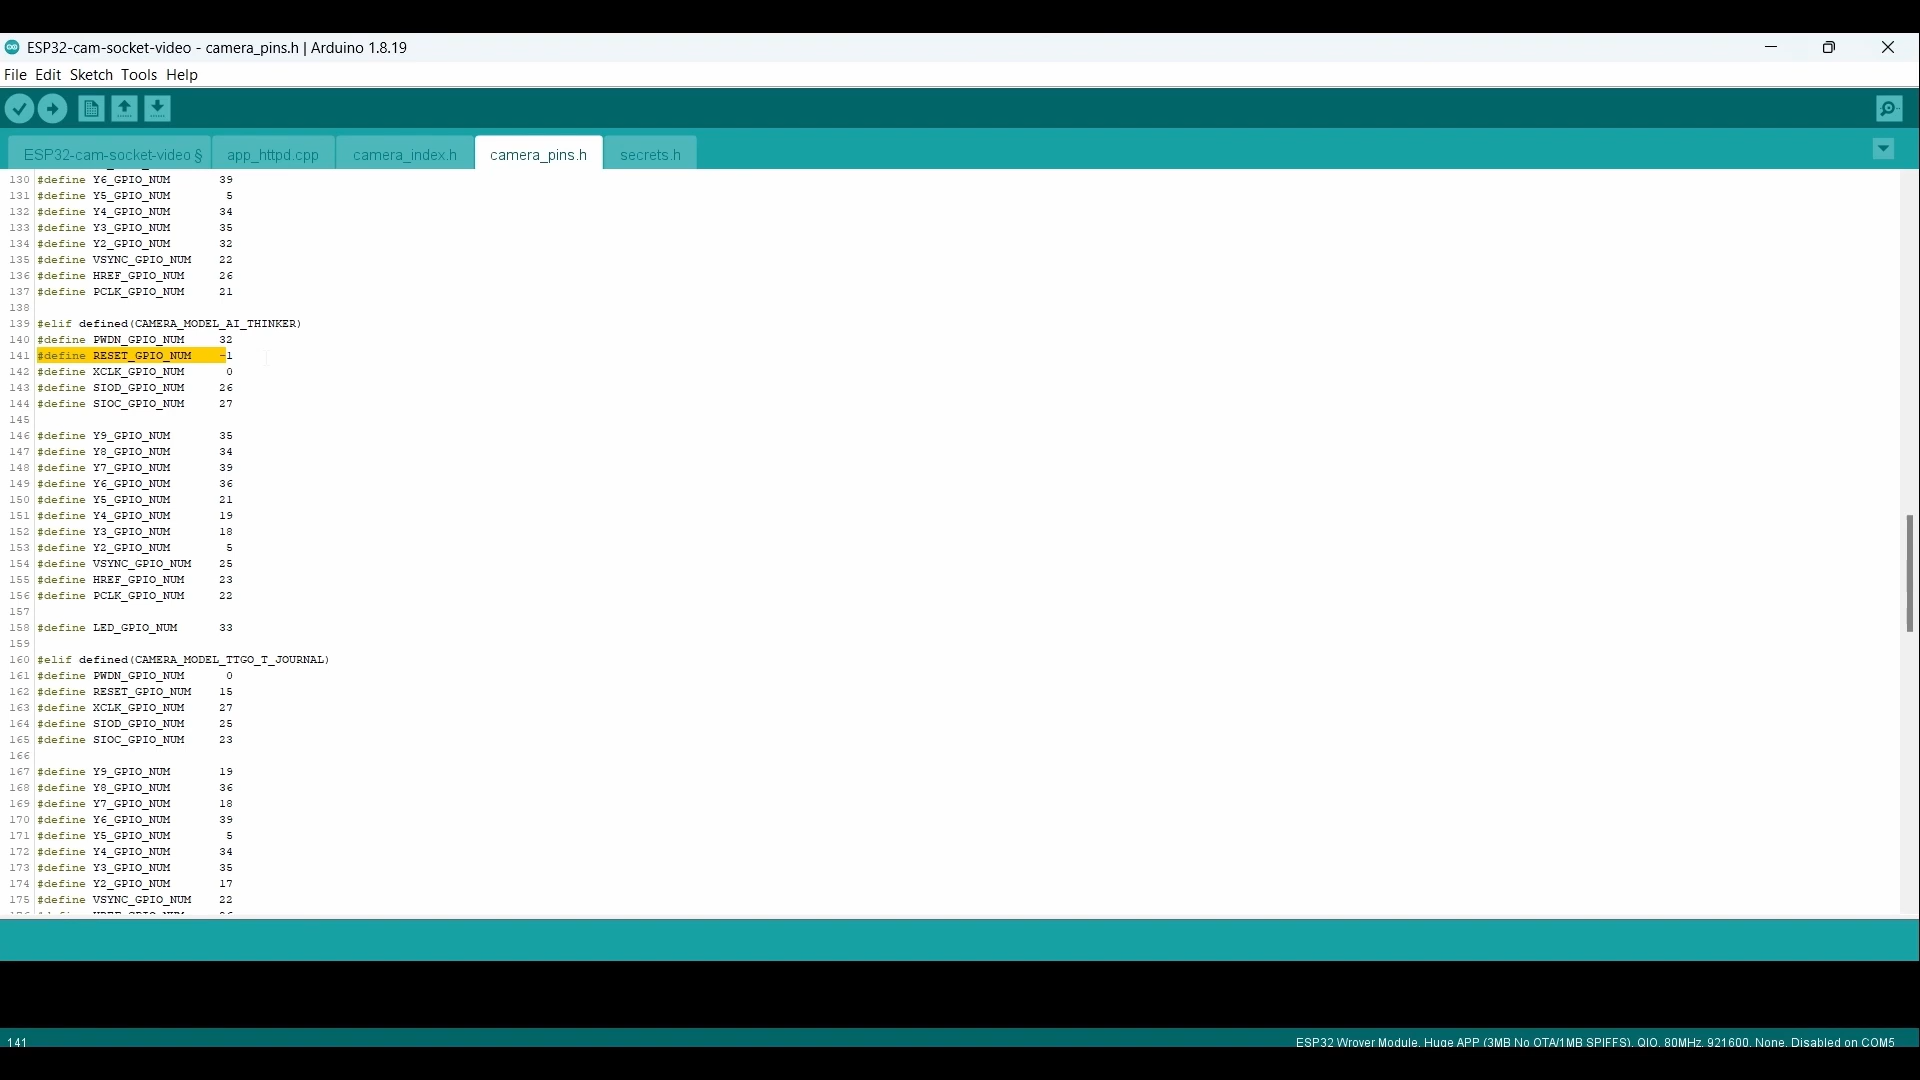 ESP32-cam-socket-video - camera_pins.h | Arduino 1.8.19
File Edit Sketch Tools Help
ESP32-cam-socket-video § app_httpd.cpp camera_index.h camera_pins.h secrets.h
130 #define Y6_GPIO_NUM 39
131 #define Y5_GPIO_NUM 5
132 #define Y4_GPIO_NUM 34
133 #define Y3_GPIO_NUM 35
134 #define Y2_GPIO_NUM 32
135 #define VSYNC_GPIO_NUM 22
136 #define HREF_GPIO_NUM 26
137 #define PCLK_GPIO_NUM 21
138
139 #elif defined(CAMERA_MODEL_AI_THINKER)
140 #define PWDN_GPIO_NUM 32
141 #define RESET_GPIO_NUM -1
142 #define XCLK_GPIO_NUM 0
143 #define SIOD_GPIO_NUM 26
144 #define SIOC_GPIO_NUM 27
145
146 #define Y9_GPIO_NUM 35
147 #define Y8_GPIO_NUM 34
148 #define Y7_GPIO_NUM 39
149 #define Y6_GPIO_NUM 36
150 #define Y5_GPIO_NUM 21
151 #define Y4_GPIO_NUM 19
152 #define Y3_GPIO_NUM 18
153 #define Y2_GPIO_NUM 5
154 #define VSYNC_GPIO_NUM 25
155 #define HREF_GPIO_NUM 23
156 #define PCLK_GPIO_NUM 22
157
158 #define LED_GPIO_NUM 33
159
160 #elif defined(CAMERA_MODEL_TTGO_T_JOURNAL)
161 #define PWDN_GPIO_NUM 0
162 #define RESET_GPIO_NUM 15
163 #define XCLK_GPIO_NUM 27
164 #define SIOD_GPIO_NUM 25
165 #define SIOC_GPIO_NUM 23
166
167 #define Y9_GPIO_NUM 19
168 #define Y8_GPIO_NUM 36
169 #define Y7_GPIO_NUM 18
170 #define Y6_GPIO_NUM 39
171 #define Y5_GPIO_NUM 5
172 #define Y4_GPIO_NUM 34
173 #define Y3_GPIO_NUM 35
174 #define Y2_GPIO_NUM 17
175 #define VSYNC_GPIO_NUM 22
141 ESP32 Wrover Module, Huge APP (3MB No OTA/1MB SPIFFS), QIO, 80MHz, 921600, None, Disabled on COM5